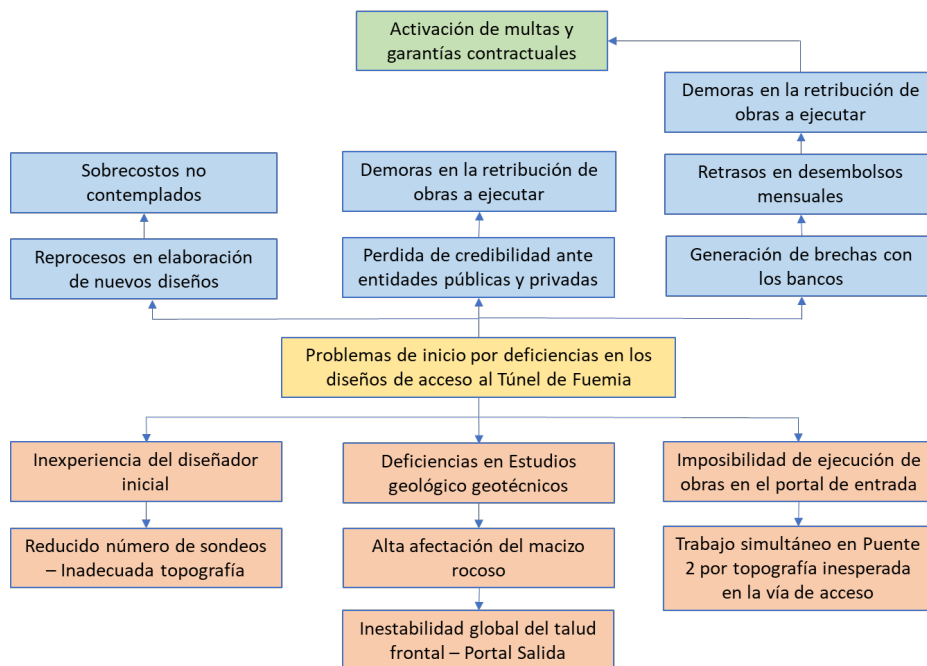 Activación de multas y
garantías contractuales
Demoras en la retribución de
obras a ejecutar
Sobrecostos no
contemplados
Demoras en la retribución de
obras a ejecutar
Retrasos en desembolsos
mensuales
Reprocesos en elaboración
de nuevos diseños
Perdida de credibilidad ante
entidades públicas y privadas
Generación de brechas con
los bancos
Problemas de inicio por deficiencias en los
diseños de acceso al Túnel de Fuemia
Inexperiencia del diseñador
inicial
Deficiencias en Estudios
geológico geotécnicos
Imposibilidad de ejecución de
obras en el portal de entrada
Reducido número de sondeos
– Inadecuada topografía
Alta afectación del macizo
rocoso
Trabajo simultáneo en Puente
2 por topografía inesperada
en la vía de acceso
Inestabilidad global del talud
frontal – Portal Salida